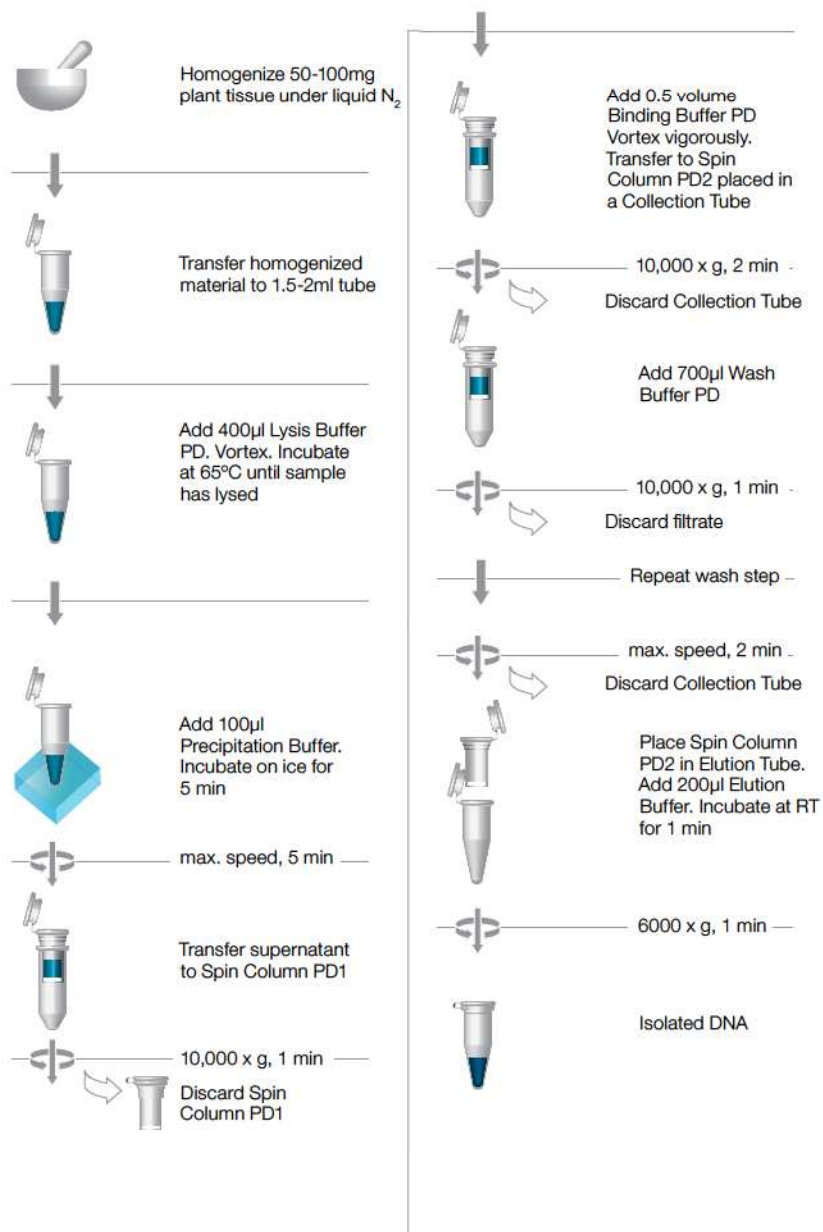 Homogenize 50-100mg
plant tissue under liquid N₂
Transfer homogenized
material to 1.5-2ml tube
Add 400µl Lysis Buffer
PD. Vortex. Incubate
at 65ºC until sample
has lysed
Add 100µl
Precipitation Buffer.
Incubate on ice for
5 min
max. speed, 5 min
Transfer supernatant
to Spin Column PD1
10,000 x g, 1 min
Discard Spin
Column PD1
Add 0.5 volume
Binding Buffer PD
Vortex vigorously.
Transfer to Spin
Column PD2 placed in
a Collection Tube
10,000 x g, 2 min
Discard Collection Tube
Add 700µl Wash
Buffer PD
10,000 x g, 1 min
Discard filtrate
Repeat wash step
max. speed, 2 min
Discard Collection Tube
Place Spin Column
PD2 in Elution Tube.
Add 200µl Elution
Buffer. Incubate at RT
for 1 min
6000 x g, 1 min
Isolated DNA